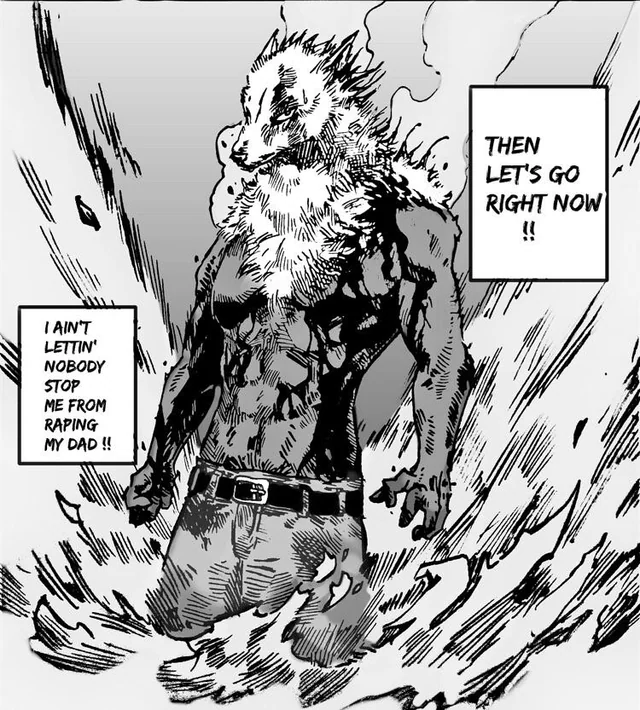 THEN
LET'S GO
RIGHT NOW
!!
I AIN'T
LETTIN'
NOBODY
STOP
ME FROM
RAPING
MY DAD !!